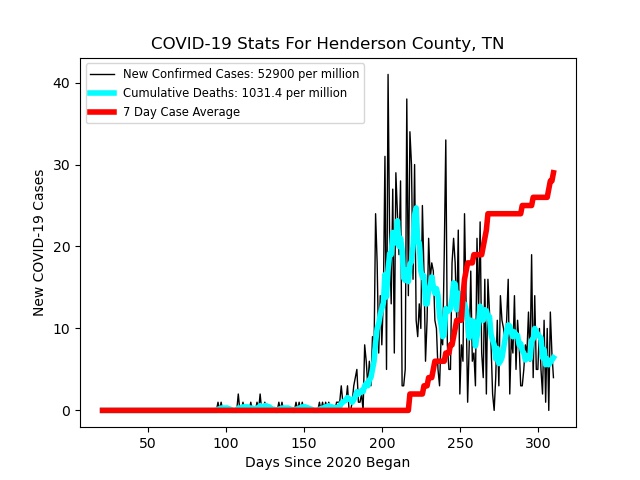 COVID-19 Stats For Henderson County, TN
New Confirmed Cases: 52900 per million
Cumulative Deaths: 1031.4 per million
7 Day Case Average
New COVID-19 Cases
40
30
20
10
0
50 100 150 200 250 300
Days Since 2020 Began